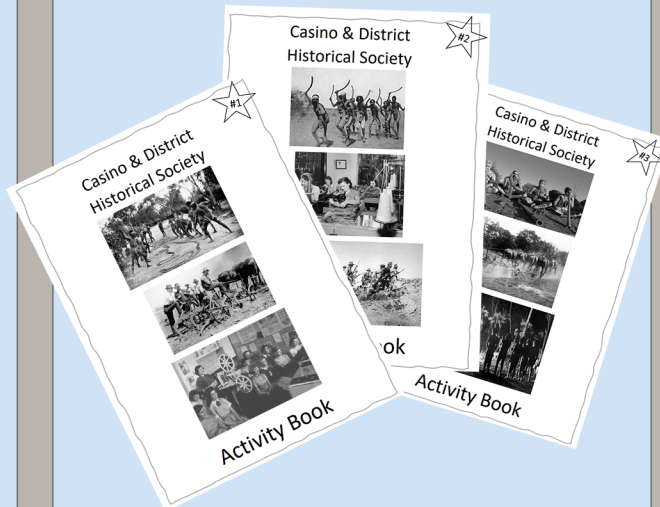 #1
Casino & District
Historical Society
Activity Book
#2
Casino & District
Historical Society
ok
#3
Casino & District
Historical Society
Activity Book